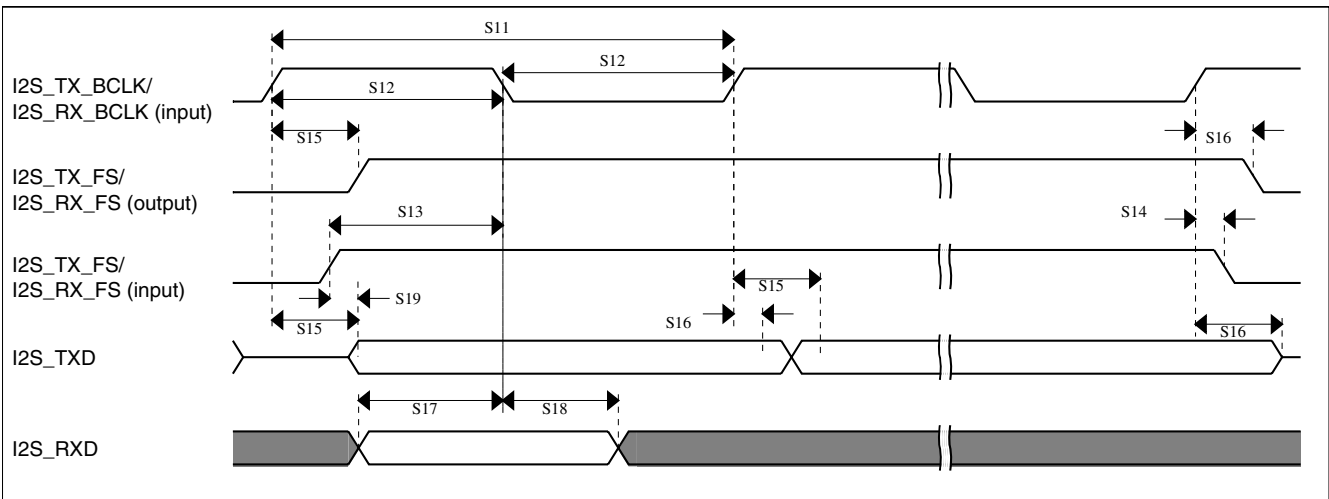 S11
S12
I2S_TX_BCLK/
I2S_RX_BCLK (input)
S12
S15
S16
I2S_TX_FS/
I2S_RX_FS (output)
S13
S14
I2S_TX_FS/
I2S_RX_FS (input)
S15
S19
S16
S15
S16
I2S_TXD
S17
S18
I2S_RXD